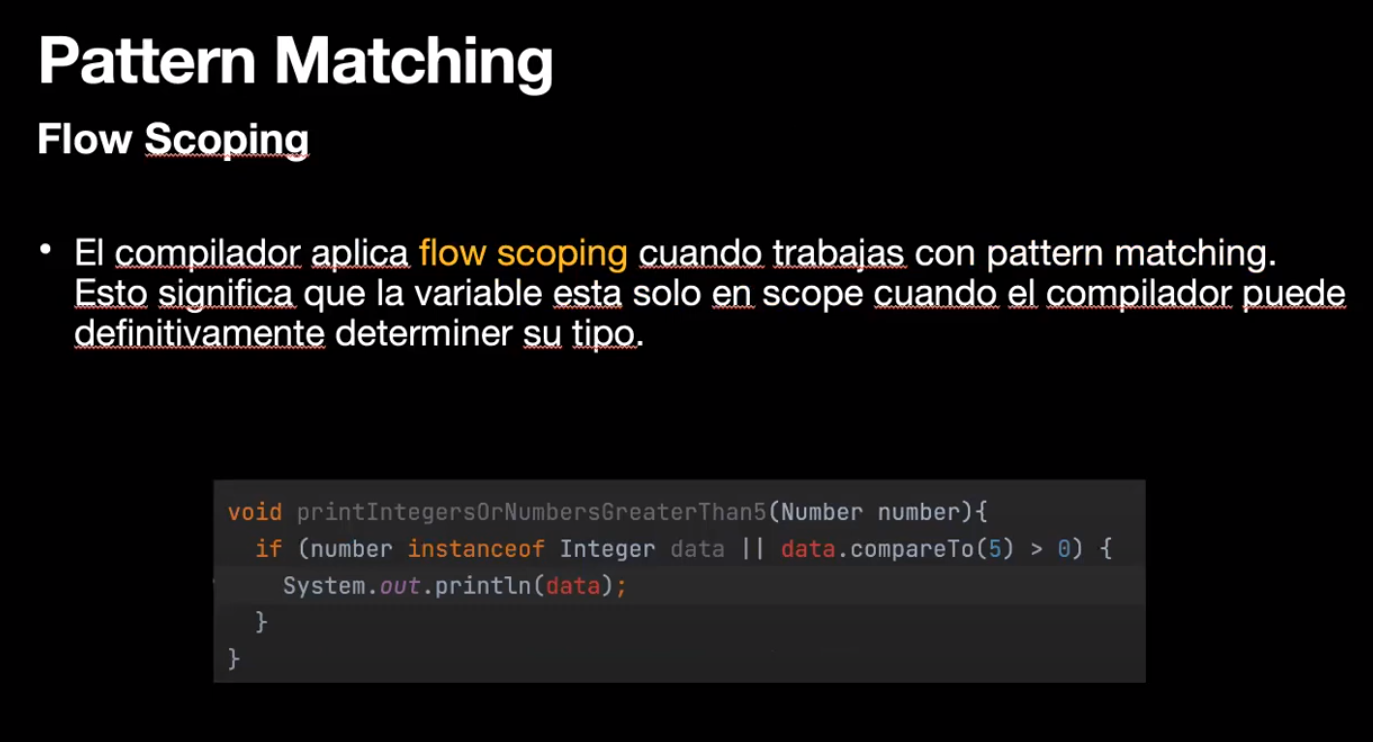 Pattern Matching
Flow Scoping
• El compilador aplica flow scoping cuando trabajas con pattern matching.
Esto significa que la variable esta solo en scope cuando el compilador puede
definitivamente determiner su tipo.
void printIntegersOrNumbersGreaterThan5(Number number){
if (number instanceof Integer data || data.compareTo(5) > 0) {
System.out.println(data);
}
}